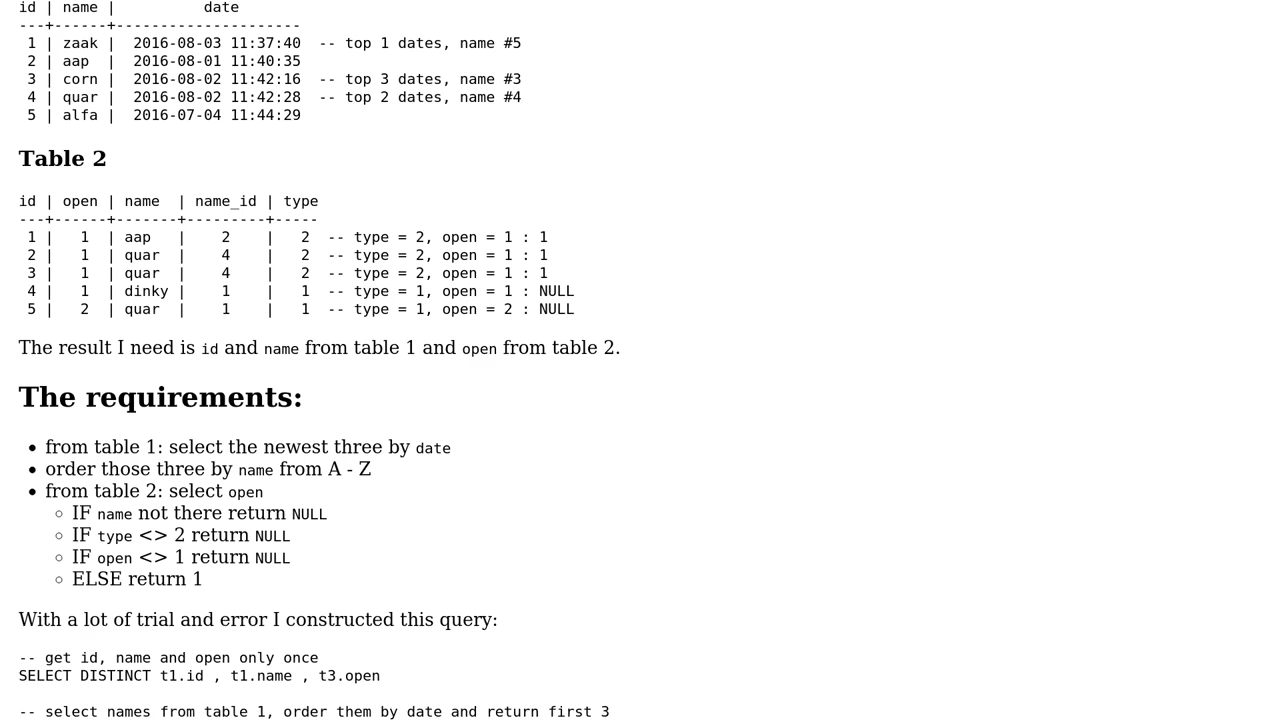 id | name |          date
---+------+---------------------
 1 | zaak |  2016-08-03 11:37:40  -- top 1 dates, name #5
 2 | aap  |  2016-08-01 11:40:35
 3 | corn |  2016-08-02 11:42:16  -- top 3 dates, name #3
 4 | quar |  2016-08-02 11:42:28  -- top 2 dates, name #4
 5 | alfa |  2016-07-04 11:44:29
Table 2
id | open | name  | name_id | type
---+------+-------+---------+-----
 1 |   1  | aap   |    2    |   2  -- type = 2, open = 1 : 1
 2 |   1  | quar  |    4    |   2  -- type = 2, open = 1 : 1
 3 |   1  | quar  |    4    |   2  -- type = 2, open = 1 : 1
 4 |   1  | dinky |    1    |   1  -- type = 1, open = 1 : NULL
 5 |   2  | quar  |    1    |   1  -- type = 1, open = 2 : NULL
The result I need is id and name from table 1 and open from table 2.
The requirements:
• from table 1: select the newest three by date
• order those three by name from A - Z
• from table 2: select open
◦ IF name not there return NULL
◦ IF type <> 2 return NULL
◦ IF open <> 1 return NULL
◦ ELSE return 1
With a lot of trial and error I constructed this query:
-- get id, name and open only once
SELECT DISTINCT t1.id , t1.name , t3.open
-- select names from table 1, order them by date and return first 3